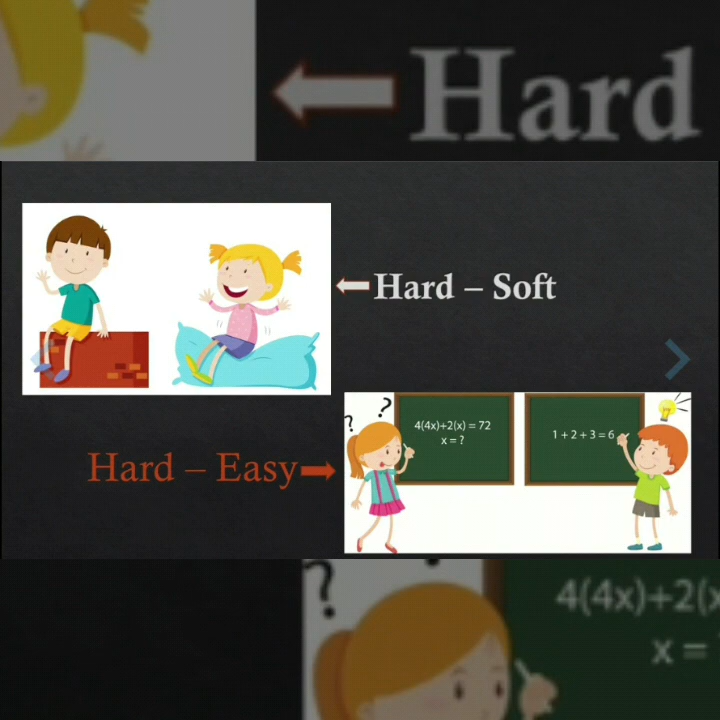 Hard
Hard – Soft
4(4x)+2(x) = 72
x = ?
1 + 2 + 3 = 6
? ?
Hard – Easy
?
4(4x)+2(x
x =